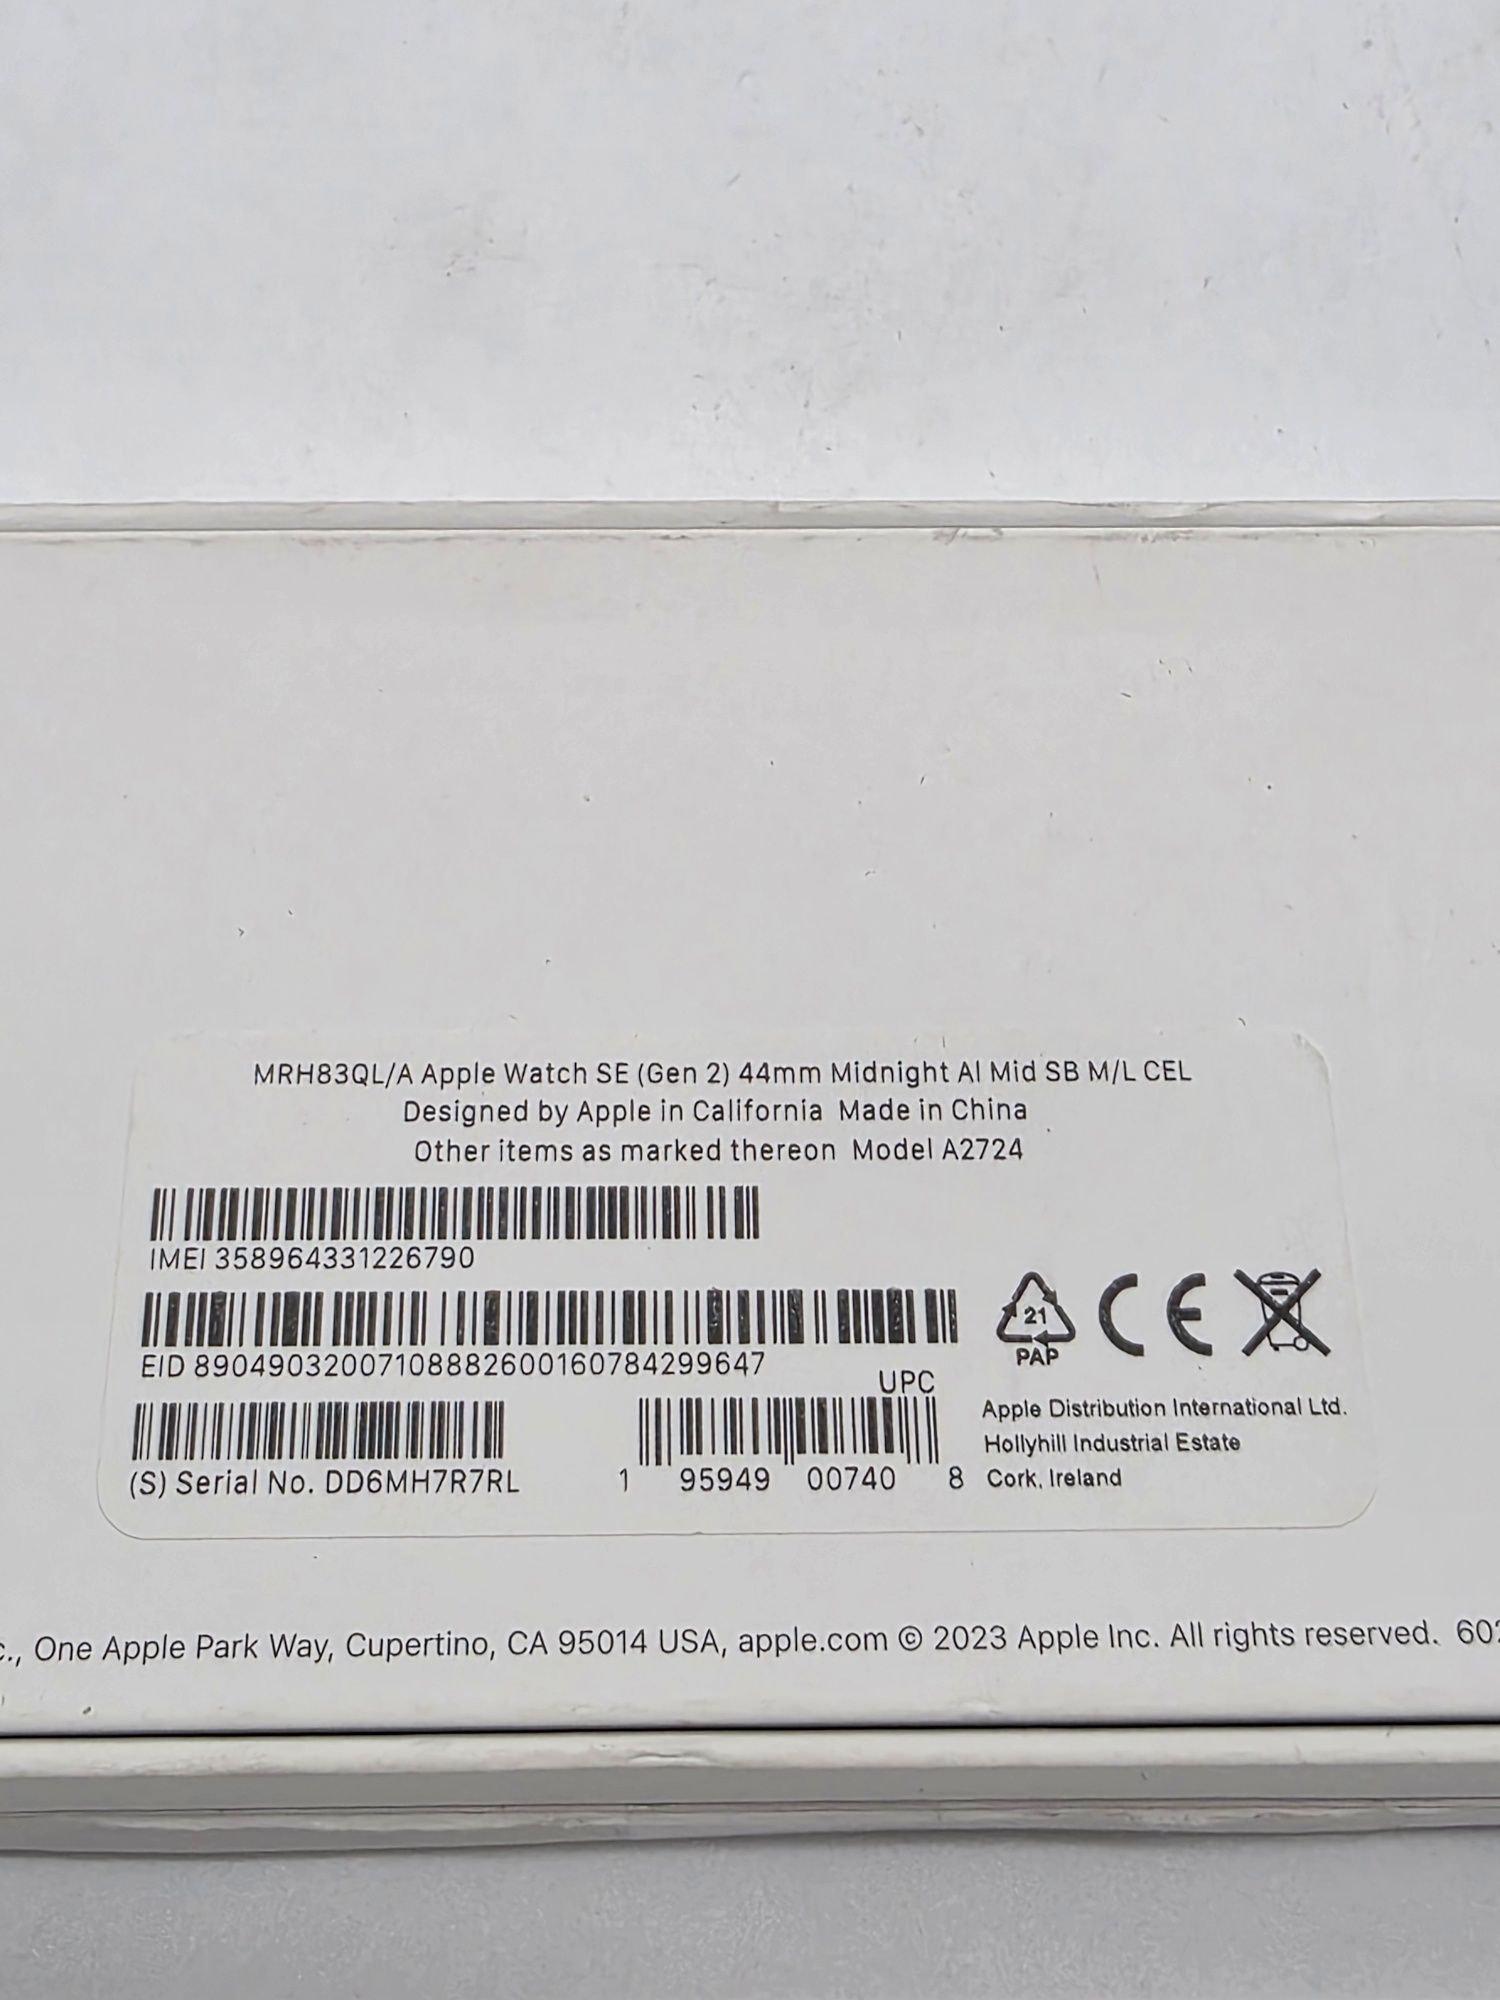 MRH83QL/A Apple Watch SE (Gen 2) 44mm Midnight Al Mid SB M/L CEL
Designed by Apple in California Made in China
Other items as marked thereon Model A2724
IMEI 358964331226790
EID 89049032007108882600160784299647
UPC
(S) Serial No. DD6MH7R7RL
1 95949 00740 8
21
PAP
CE
Apple Distribution International Ltd.
Hollyhill Industrial Estate
Cork, Ireland
c., One Apple Park Way, Cupertino, CA 95014 USA, apple.com © 2023 Apple Inc. All rights reserved. 60